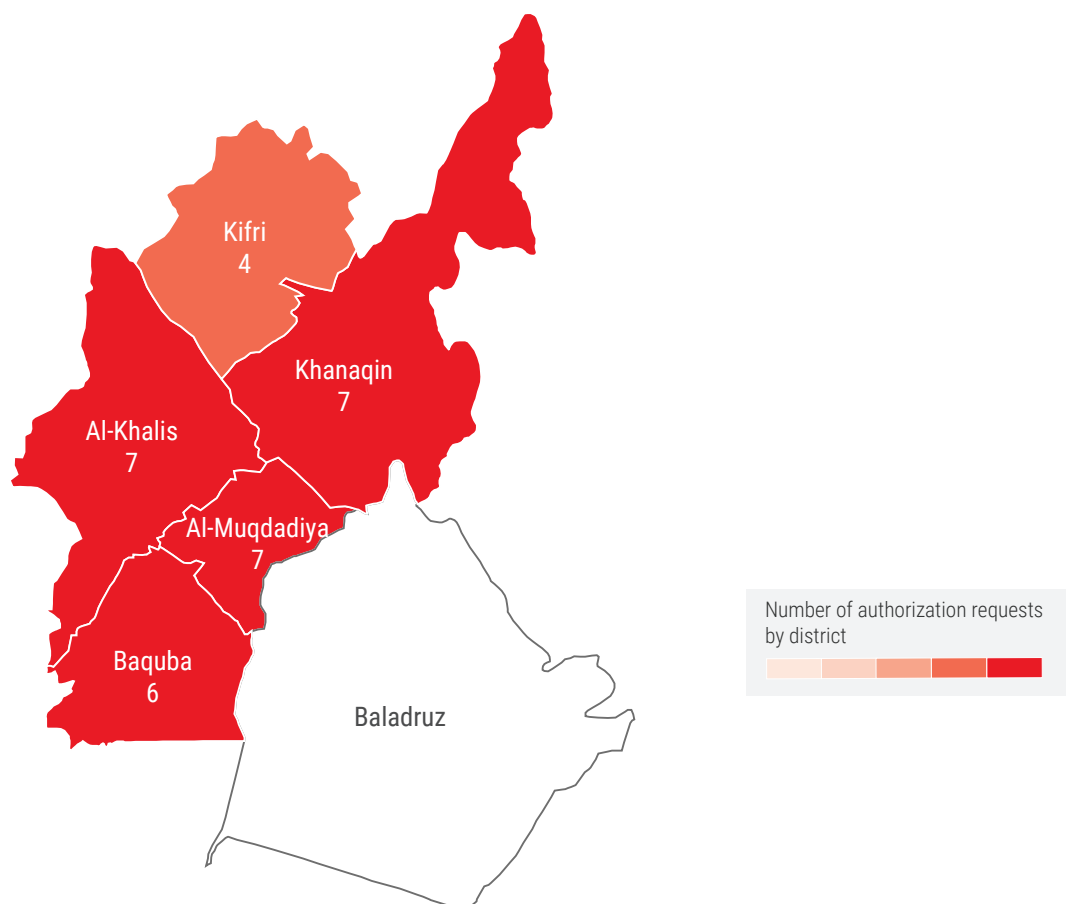 Kifri
4
Khanaqin
7
Al-Khalis
7
Al-Muqdadiya
7
Baquba
6
Baladruz
Number of authorization requests
by district